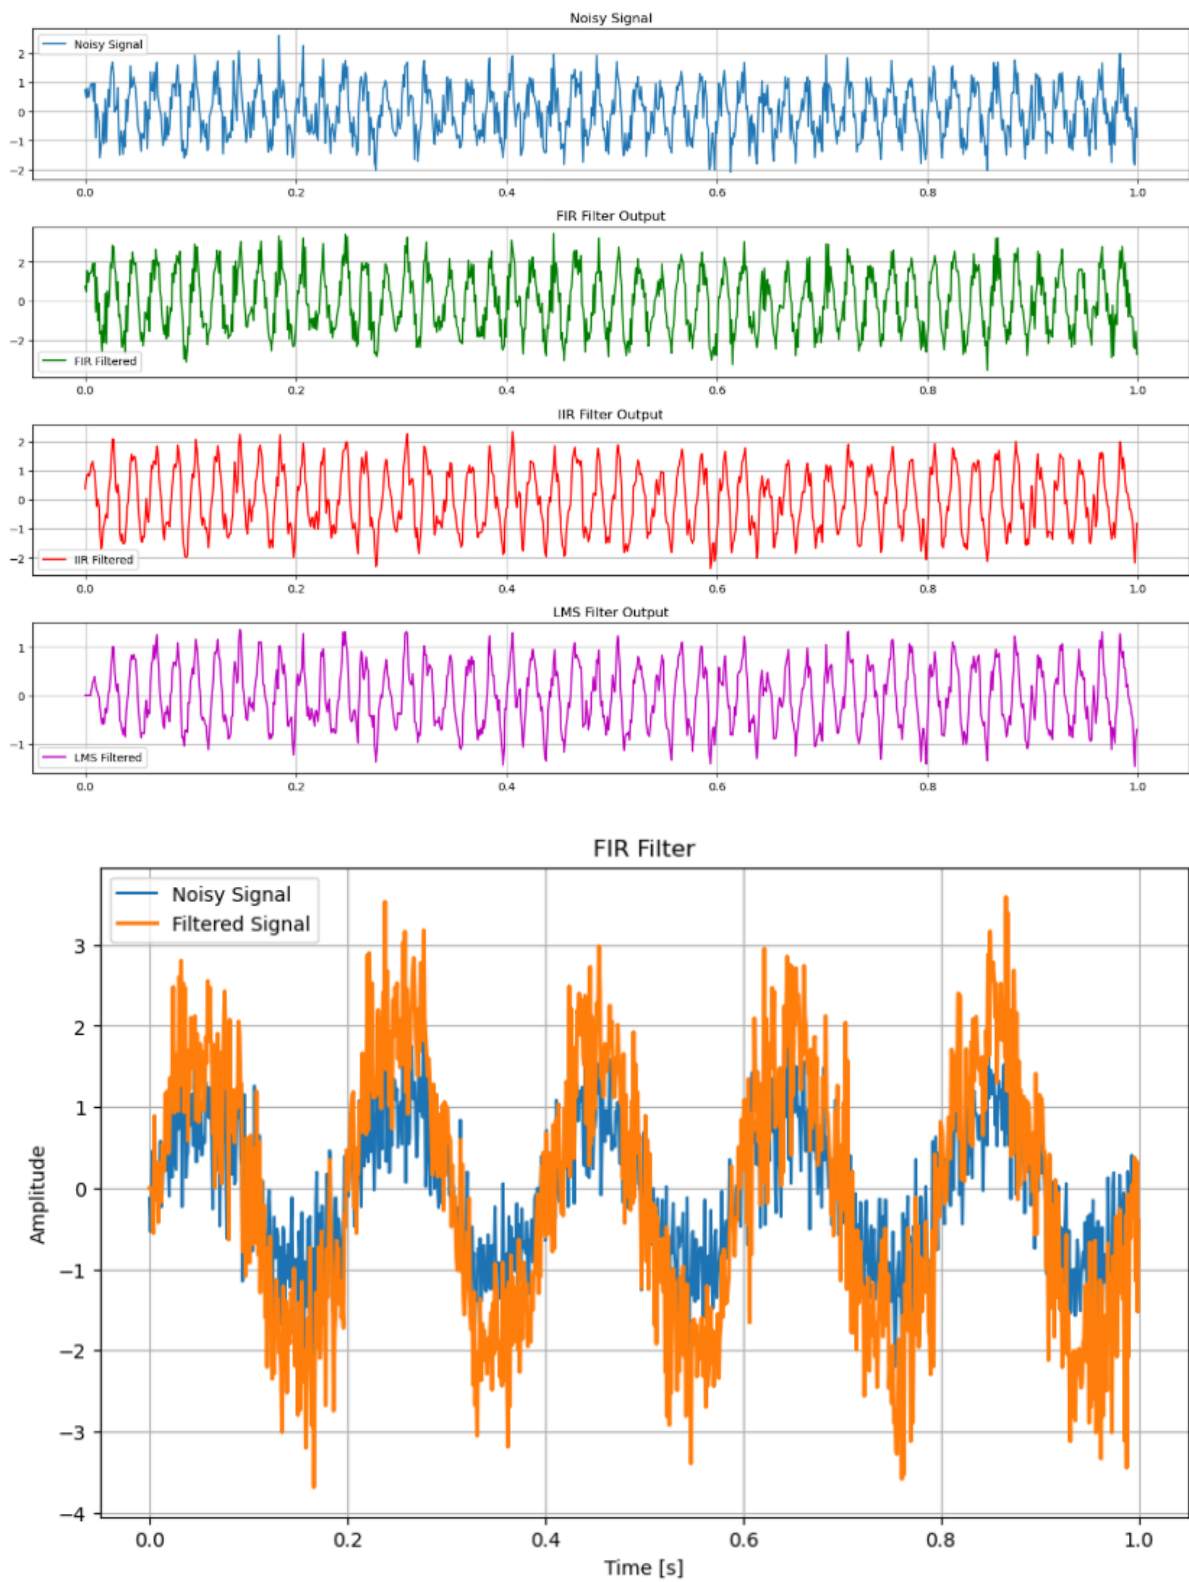 Noisy Signal
Noisy Signal
2
1
0
−1
−2
0.0 0.2 0.4 0.6 0.8 1.0
FIR Filter Output
2
0
−2
FIR Filtered
0.0 0.2 0.4 0.6 0.8 1.0
IIR Filter Output
2
1
0
−1
−2
IIR Filtered
0.0 0.2 0.4 0.6 0.8 1.0
LMS Filter Output
1
0
−1
LMS Filtered
0.0 0.2 0.4 0.6 0.8 1.0
FIR Filter
Noisy Signal
Filtered Signal
3
2
1
0
−1
−2
−3
−4
Amplitude
0.0 0.2 0.4 0.6 0.8 1.0
Time [s]